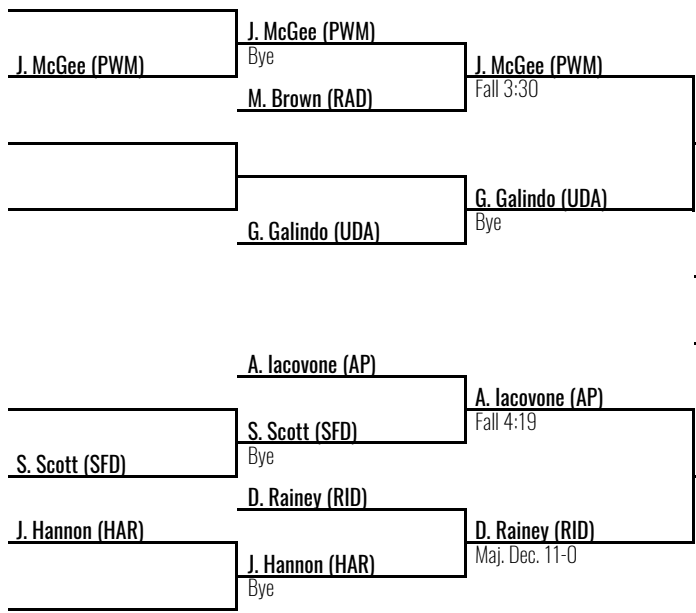 J. McGee (PWM)
J. McGee (PWM)
Bye
M. Brown (RAD)
J. McGee (PWM)
Fall 3:30
G. Galindo (UDA)
G. Galindo (UDA)
Bye
A. Iacovone (AP)
S. Scott (SFD)
S. Scott (SFD)
Bye
A. Iacovone (AP)
Fall 4:19
D. Rainey (RID)
J. Hannon (HAR)
J. Hannon (HAR)
Bye
D. Rainey (RID)
Maj. Dec. 11-0